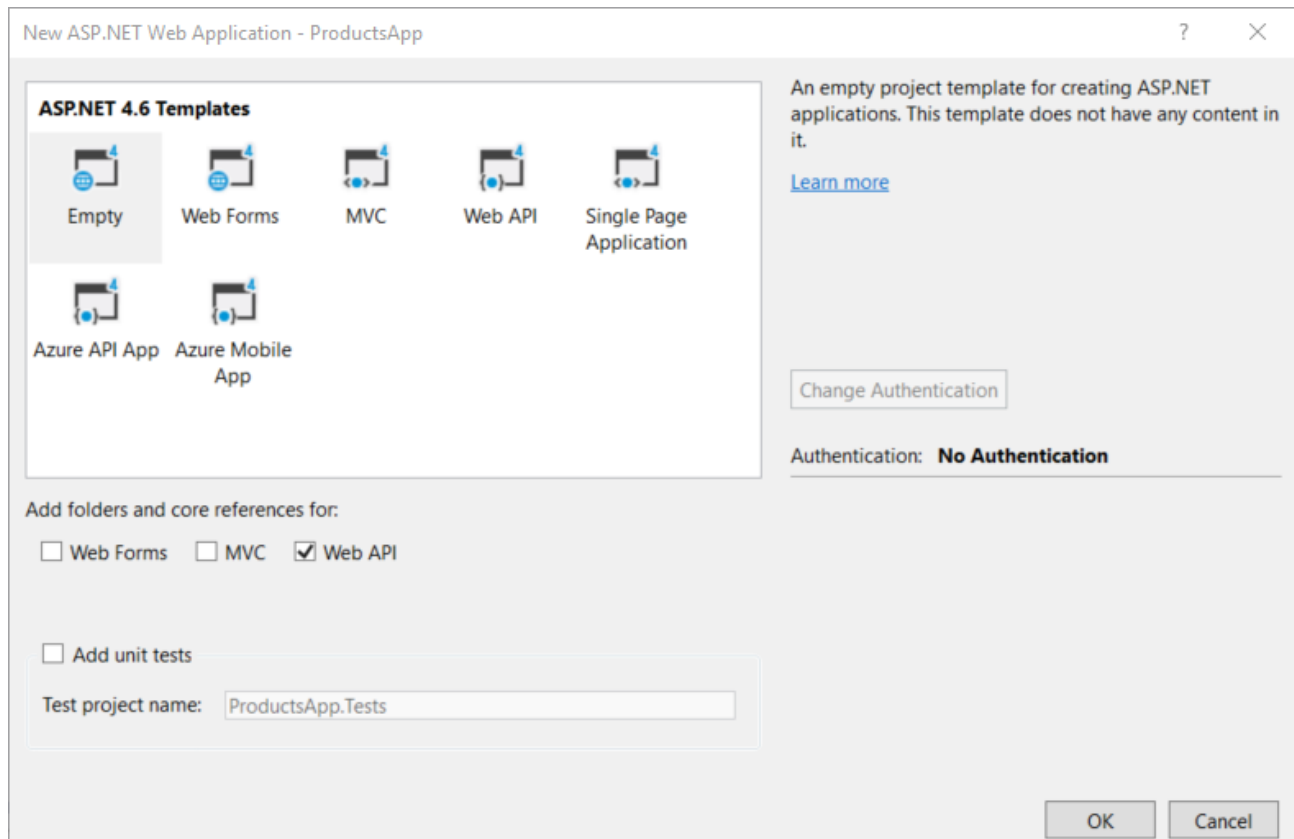 New ASP.NET Web Application - ProductsApp
? ×
ASP.NET 4.6 Templates
4 4 4 4 4
Empty Web Forms MVC Web API Single Page
Application
4 4
Azure API App Azure Mobile
App
An empty project template for creating ASP.NET
applications. This template does not have any content in
it.
Learn more
Change Authentication
Authentication: No Authentication
Add folders and core references for:
Web Forms MVC Web API
Add unit tests
Test project name: ProductsApp.Tests
OK Cancel